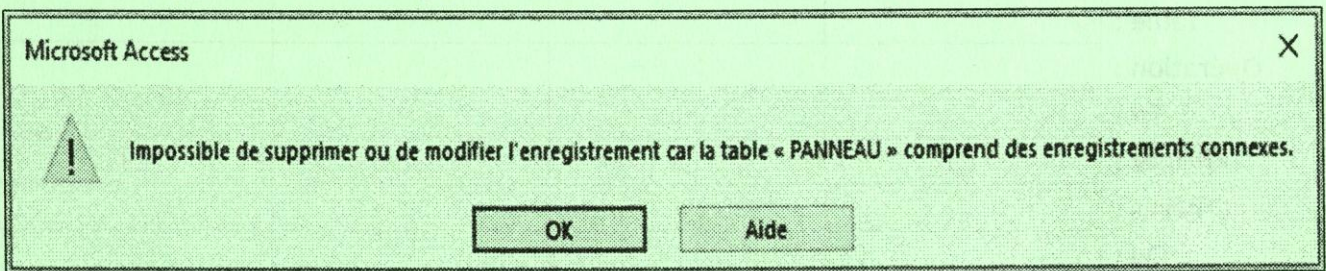 Microsoft Access
Impossible de supprimer ou de modifier l'enregistrement car la table « PANNEAU » comprend des enregistrements connexes.
OK
Aide